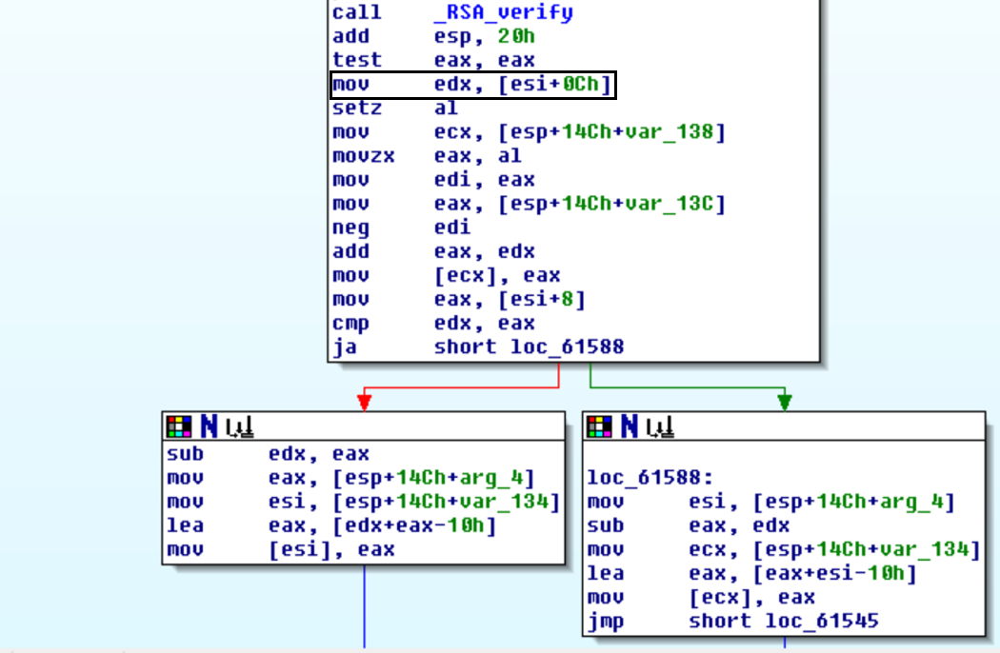 call _RSA_verify
add esp, 20h
test eax, eax
mov edx, [esi+0Ch]
setz al
mov ecx, [esp+14Ch+var_138]
movzx eax, al
mov edi, eax
mov eax, [esp+14Ch+var_13C]
neg edi
add eax, edx
mov [ecx], eax
mov eax, [esi+8]
cmp edx, eax
ja short loc_61588
sub edx, eax
mov eax, [esp+14Ch+arg_4]
mov esi, [esp+14Ch+var_134]
lea eax, [edx+eax-10h]
mov [esi], eax
loc_61588:
mov esi, [esp+14Ch+arg_4]
sub eax, edx
mov ecx, [esp+14Ch+var_134]
lea eax, [eax+esi-10h]
mov [ecx], eax
jmp short loc_61545